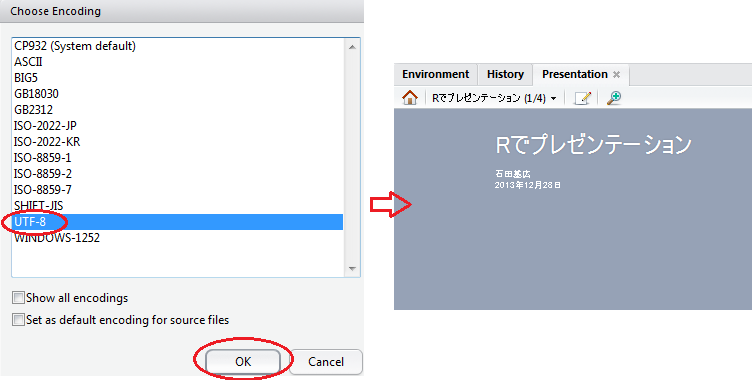 Choose Encoding
CP932 (System default)
ASCII
BIG5
GB18030
GB2312
ISO-2022-JP
ISO-2022-KR
ISO-8859-1
ISO-8859-2
ISO-8859-7
SHIFT-JIS
UTF-8
WINDOWS-1252
Show all encodings
Set as default encoding for source files
OK Cancel
Environment History Presentation
Rでプレゼンテーション (1/4)
Rでプレゼンテーション
石田基広
2013年12月28日